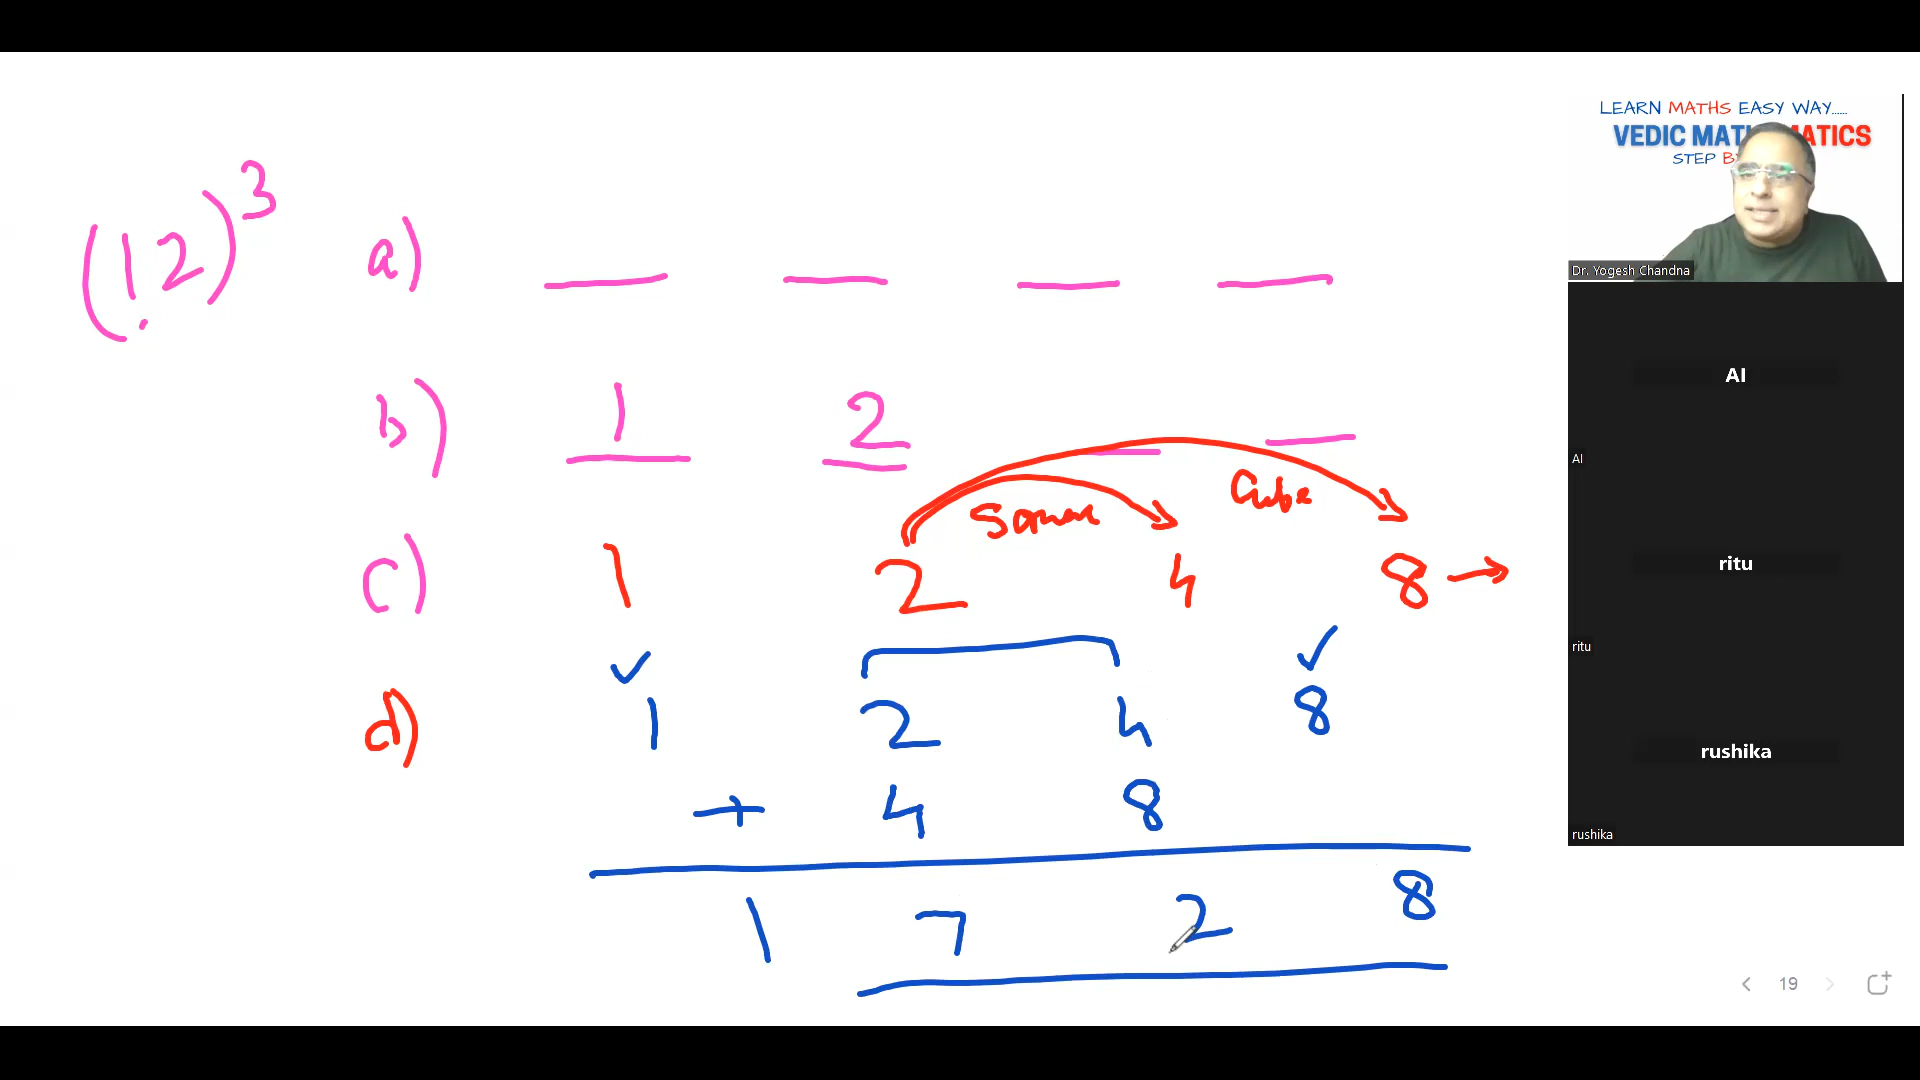 LEARN MATHS EASY WAY.....
VEDIC MAT MATICS
STEP B
Dr. Yogesh Chandna
(12)³ a)
b) 1 2
Square Cube
c) 1 2 4 8 →
✓ ✓
d) 1 2 4 8
+ 4 8
1 7 2 8
AI
AI
ritu
ritu
rushika
rushika
< 19 >